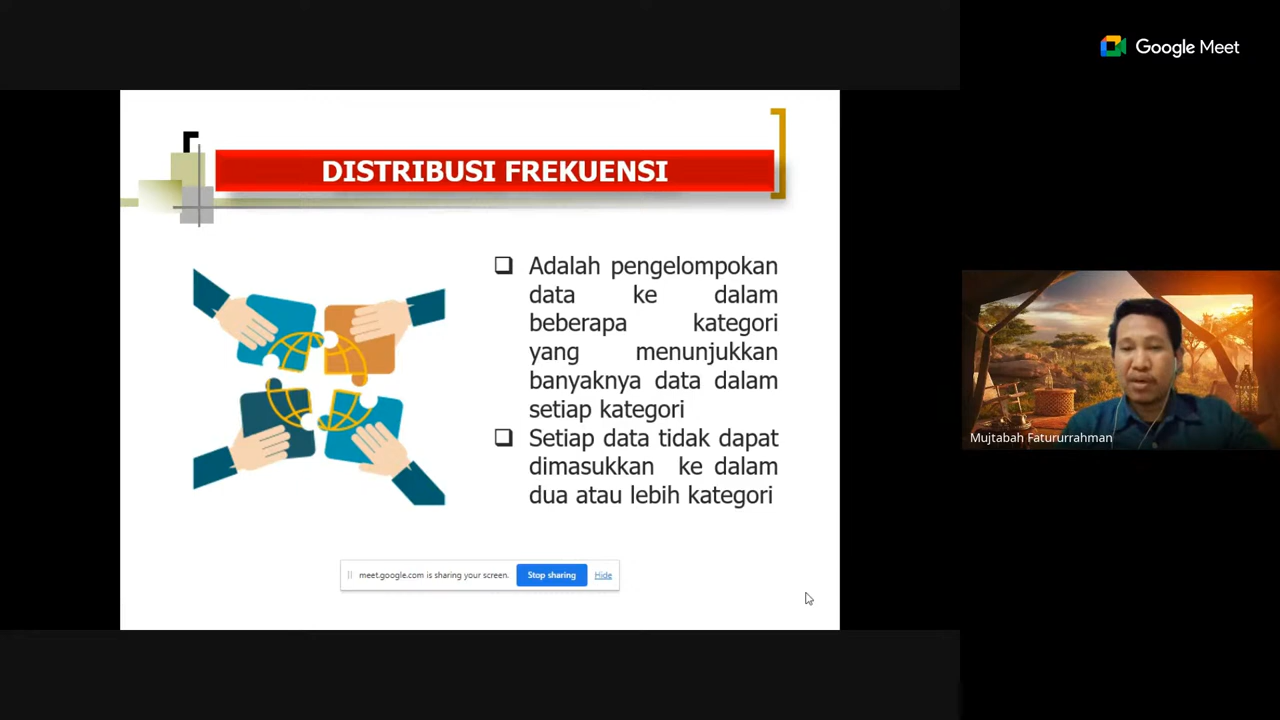 Google Meet
DISTRIBUSI FREKUENSI
❑ Adalah pengelompokan
data ke dalam
beberapa kategori
yang menunjukkan
banyaknya data dalam
setiap kategori
❑ Setiap data tidak dapat
dimasukkan ke dalam
dua atau lebih kategori
Mujtabah Fatururrahman
meet.google.com is sharing your screen. Stop sharing Hide